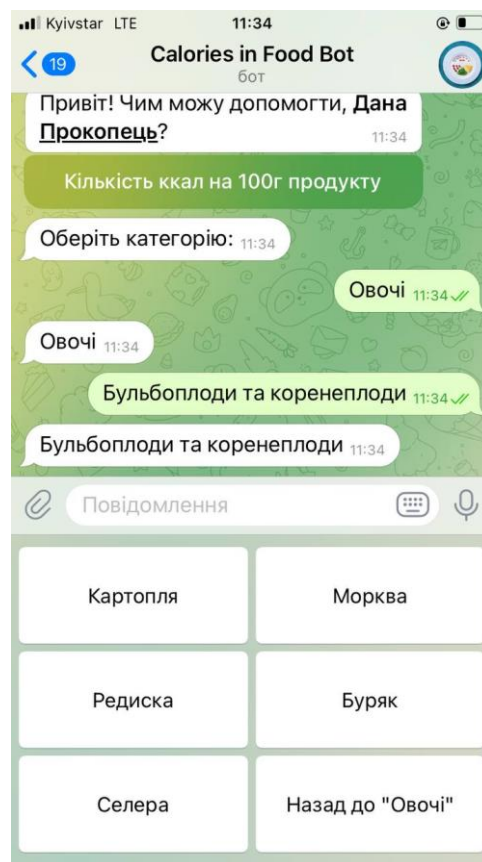 Kyivstar LTE 11:34
19 Calories in Food Bot
бот
Привіт! Чим можу допомогти, Дана
Прокопець? 11:34
Кількість ккал на 100г продукту
Оберіть категорію: 11:34
Овочі 11:34
Овочі 11:34
Бульбоплоди та коренеплоди 11:34
Бульбоплоди та коренеплоди 11:34
Повідомлення
Картопля Морква
Редиска Буряк
Селера Назад до "Овочі"